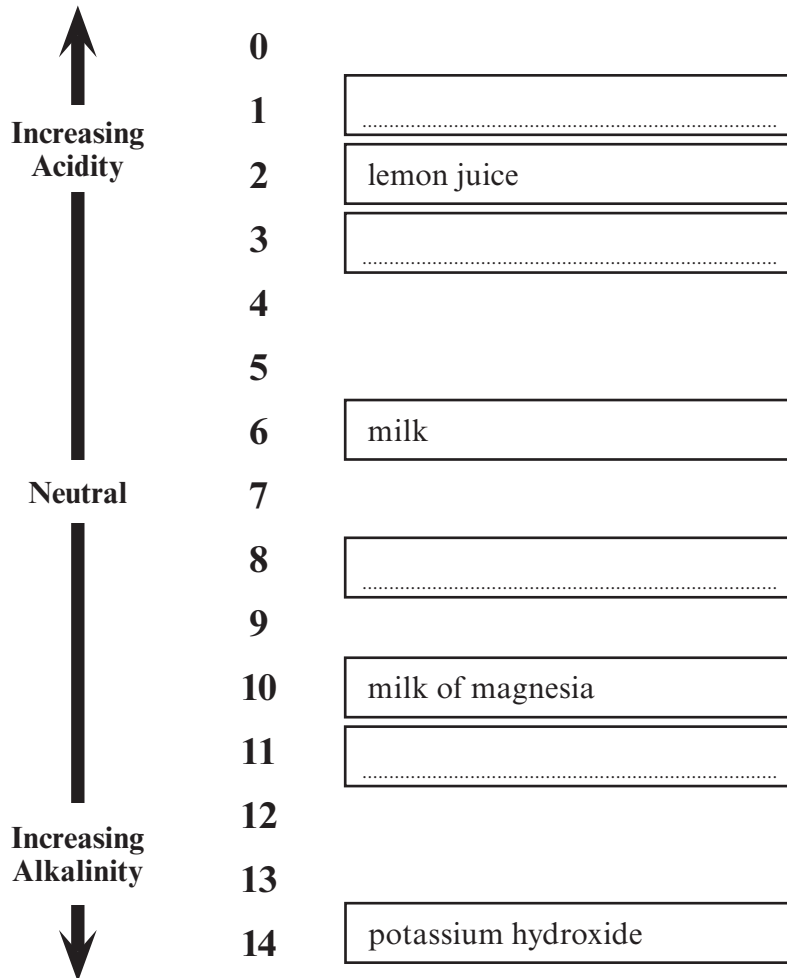 0
1
Increasing
Acidity
2 lemon juice
3
4
5
6 milk
Neutral 7
8
9
10 milk of magnesia
11
12
Increasing
Alkalinity
13
14 potassium hydroxide